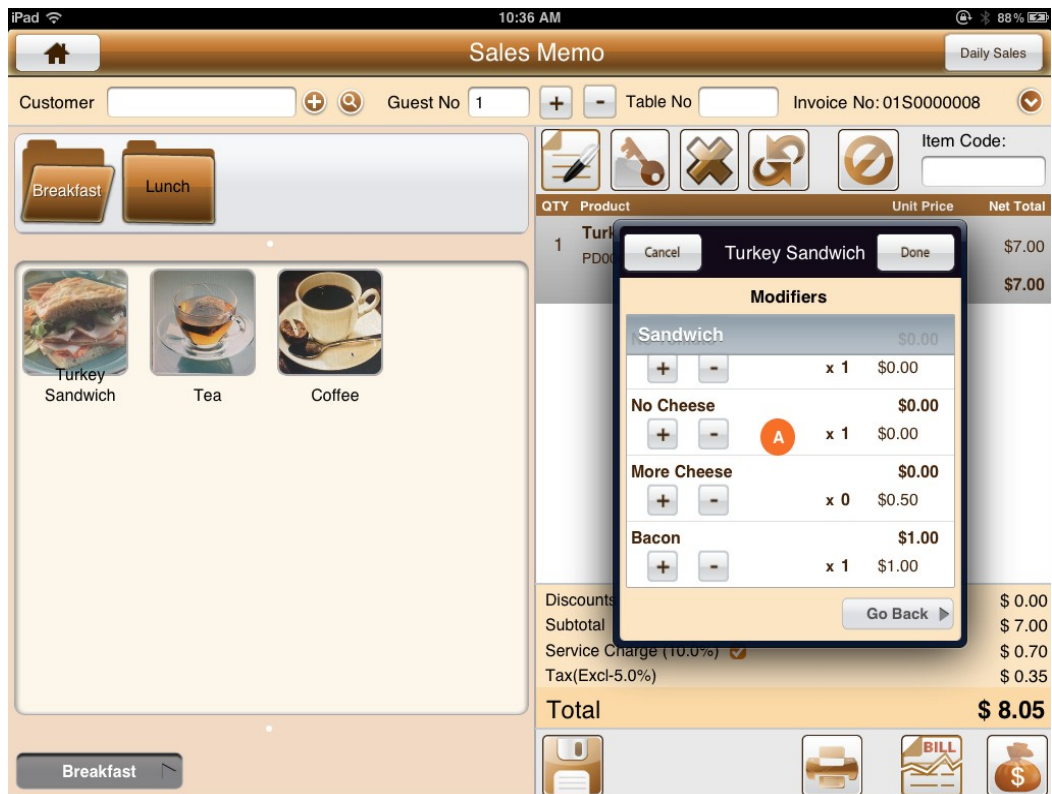 iPad 10:36 AM 88%
Sales Memo
Daily Sales
Customer Guest No 1 + - Table No Invoice No: 01S0000008
Breakfast
Lunch
Turkey Sandwich
Tea
Coffee
Breakfast
Item Code:
QTY Product Unit Price Net Total
1 $7.00
$7.00
Cancel Turkey Sandwich Done
Modifiers
Sandwich $0.00
+ - x 1 $0.00
No Cheese $0.00
+ - A x 1 $0.00
More Cheese $0.00
+ - x 0 $0.50
Bacon $1.00
+ - x 1 $1.00
Go Back
Discounts $ 0.00
Subtotal $ 7.00
Service Charge (10.0%) $ 0.70
Tax(Excl-5.0%) $ 0.35
Total $ 8.05
BILL
$